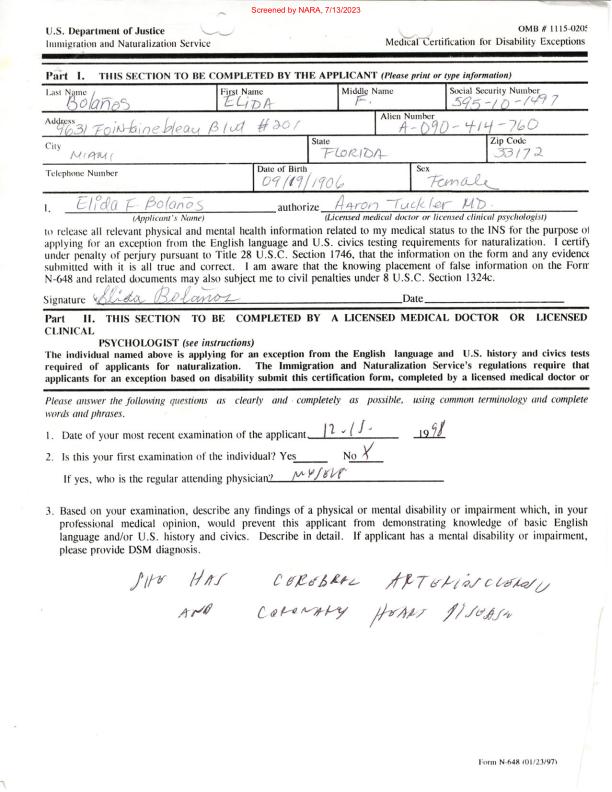 Screened by NARA, 7/13/2023
U.S. Department of Justice
OMB # 1115-0205
Immigration and Naturalization Service
Medical Certification for Disability Exceptions
Part I. THIS SECTION TO BE COMPLETED BY THE APPLICANT (Please print or type information)
Last Name First Name Middle Name Social Security Number
Bolaños ELIDA F. 595-10-1497
Address Alien Number
9631 Fointainebleau Blvd #201 A-090-414-760
City State Zip Code
MIAMI FLORIDA 33172
Telephone Number Date of Birth Sex
09/19/1906 Female
I, Elida F Bolaños authorize Aaron Tuckler MD.
(Applicant's Name) (Licensed medical doctor or licensed clinical psychologist)
to release all relevant physical and mental health information related to my medical status to the INS for the purpose of
applying for an exception from the English language and U.S. civics testing requirements for naturalization. I certify
under penalty of perjury pursuant to Title 28 U.S.C. Section 1746, that the information on the form and any evidence
submitted with it is all true and correct. I am aware that the knowing placement of false information on the Form
N-648 and related documents may also subject me to civil penalties under 8 U.S.C. Section 1324c.
Signature Elida Bolaños Date
Part II. THIS SECTION TO BE COMPLETED BY A LICENSED MEDICAL DOCTOR OR LICENSED
CLINICAL
PSYCHOLOGIST (see instructions)
The individual named above is applying for an exception from the English language and U.S. history and civics tests
required of applicants for naturalization. The Immigration and Naturalization Service's regulations require that
applicants for an exception based on disability submit this certification form, completed by a licensed medical doctor or
Please answer the following questions as clearly and completely as possible, using common terminology and complete
words and phrases.
1. Date of your most recent examination of the applicant 12-15- 1998
2. Is this your first examination of the individual? Yes No X
If yes, who is the regular attending physician? MYSELF
3. Based on your examination, describe any findings of a physical or mental disability or impairment which, in your
professional medical opinion, would prevent this applicant from demonstrating knowledge of basic English
language and/or U.S. history and civics. Describe in detail. If applicant has a mental disability or impairment,
please provide DSM diagnosis.
SHE HAS CEREBRAL
AND CORONARY HEART DISEASE
Form N-648 (01/23/97)